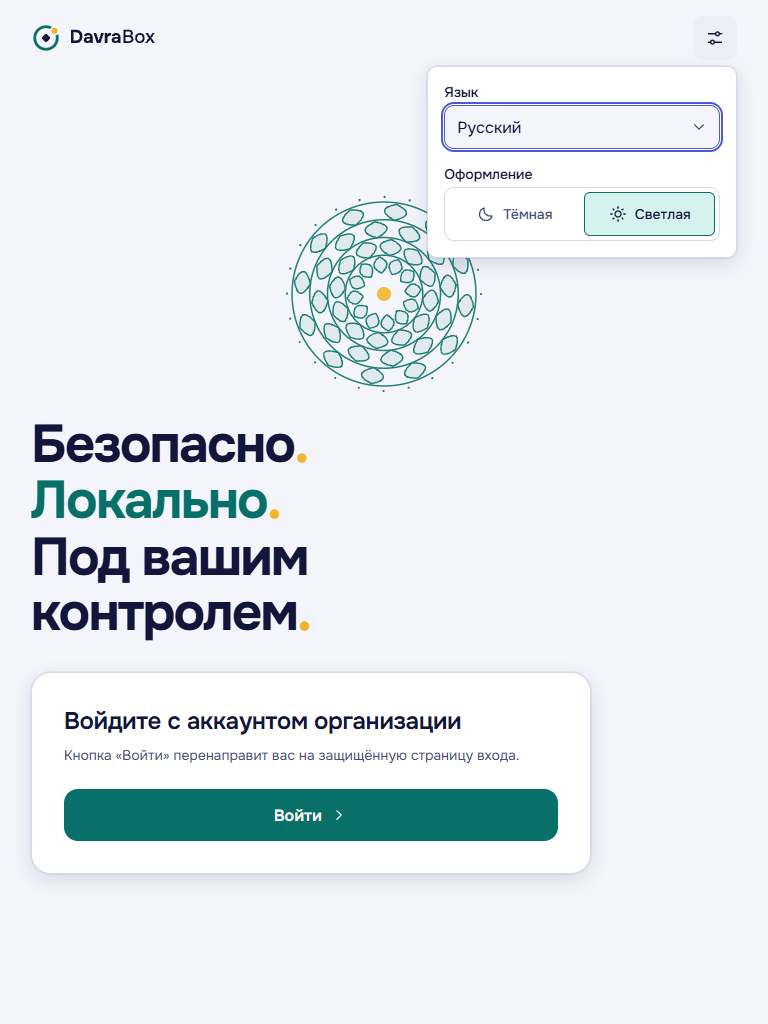 DavraBox
Язык
Русский
Оформление
Тёмная
Светлая
Безопасно.
Локально.
Под вашим
контролем.
Войдите с аккаунтом организации
Кнопка «Войти» перенаправит вас на защищённую страницу входа.
Войти